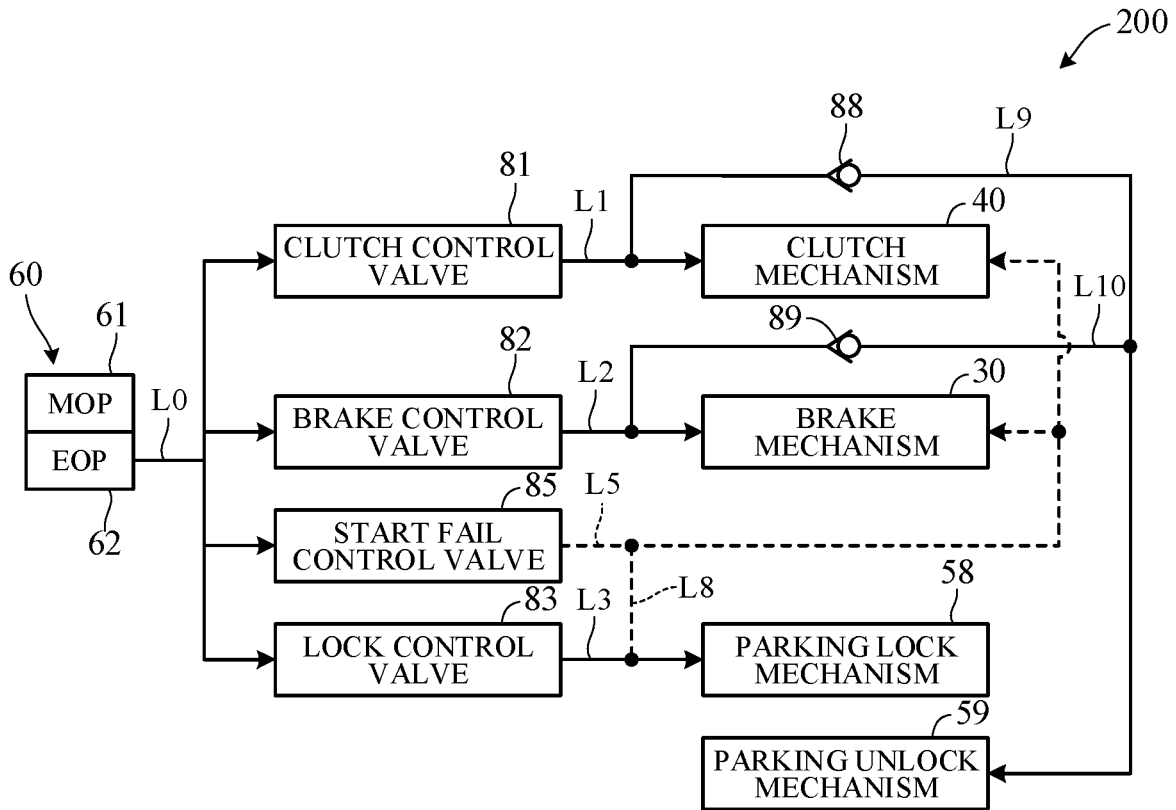 200
88
L9
81
L1
40
CLUTCH CONTROL
VALVE
CLUTCH
MECHANISM
60
61
L10
82
89
L0
L2
30
MOP
EOP
BRAKE CONTROL
VALVE
BRAKE
MECHANISM
62
85
L5
START FAIL
CONTROL VALVE
83
L3
L8
58
LOCK CONTROL
VALVE
PARKING LOCK
MECHANISM
59
PARKING UNLOCK
MECHANISM